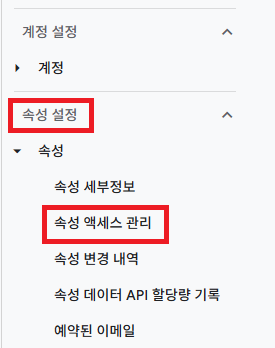 계정 설정
계정
속성 설정
속성
속성 세부정보
속성 액세스 관리
속성 변경 내역
속성 데이터 API 할당량 기록
예약된 이메일